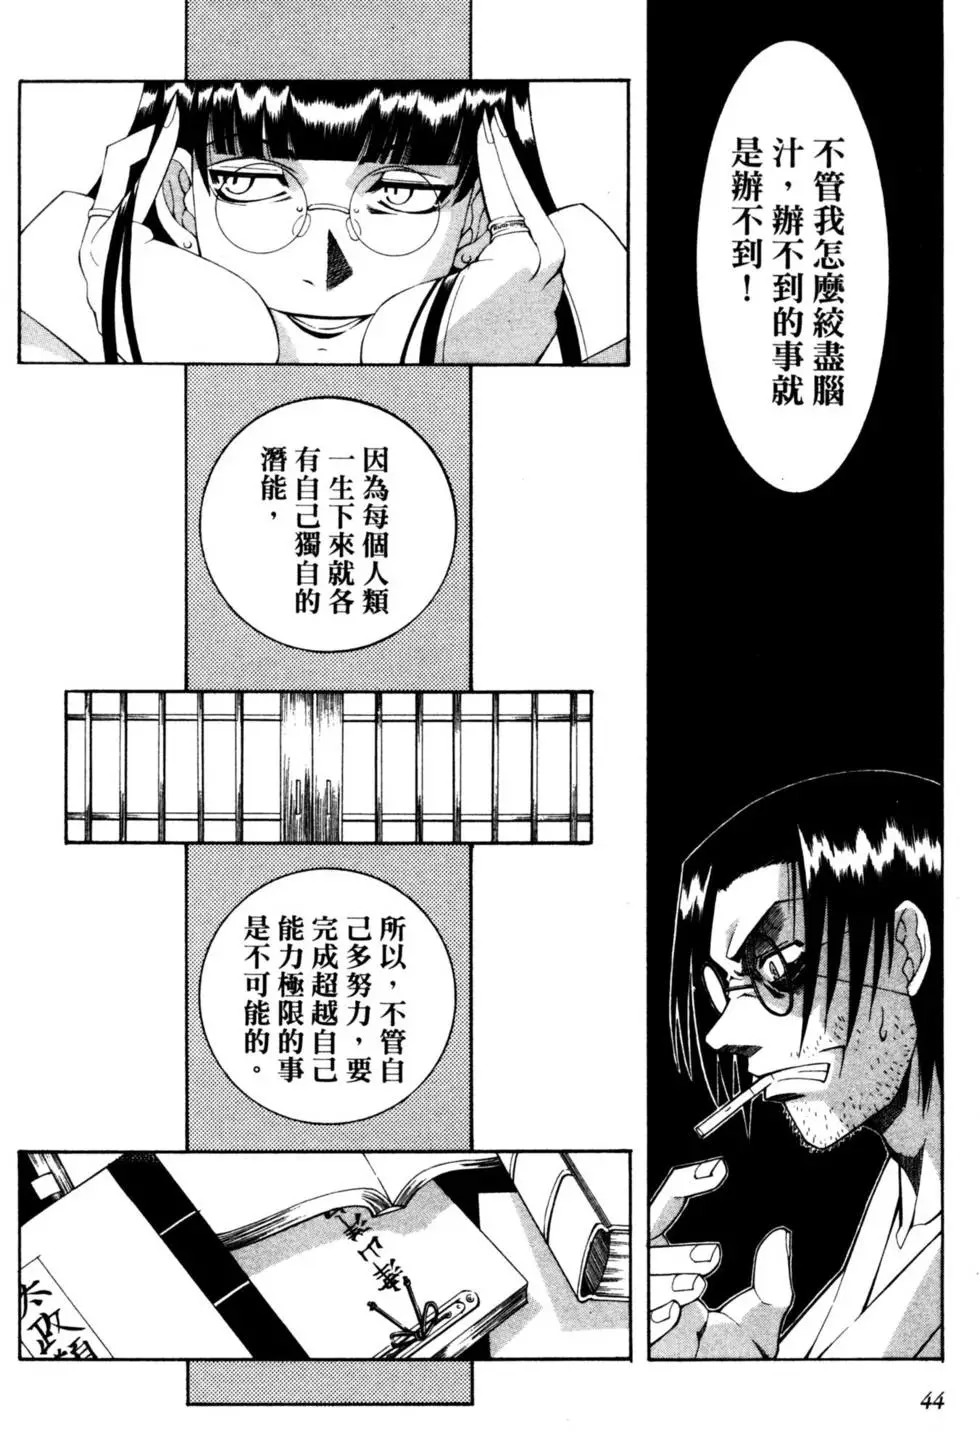 不管我怎麼絞盡腦
汁，辦不到的事就
是辦不到！
因為每個人類
一生下來就各
有自己獨自的
潛能，
所以，不管自
己多努力，要
完成超越自己
能力極限的事
是不可能的。
44